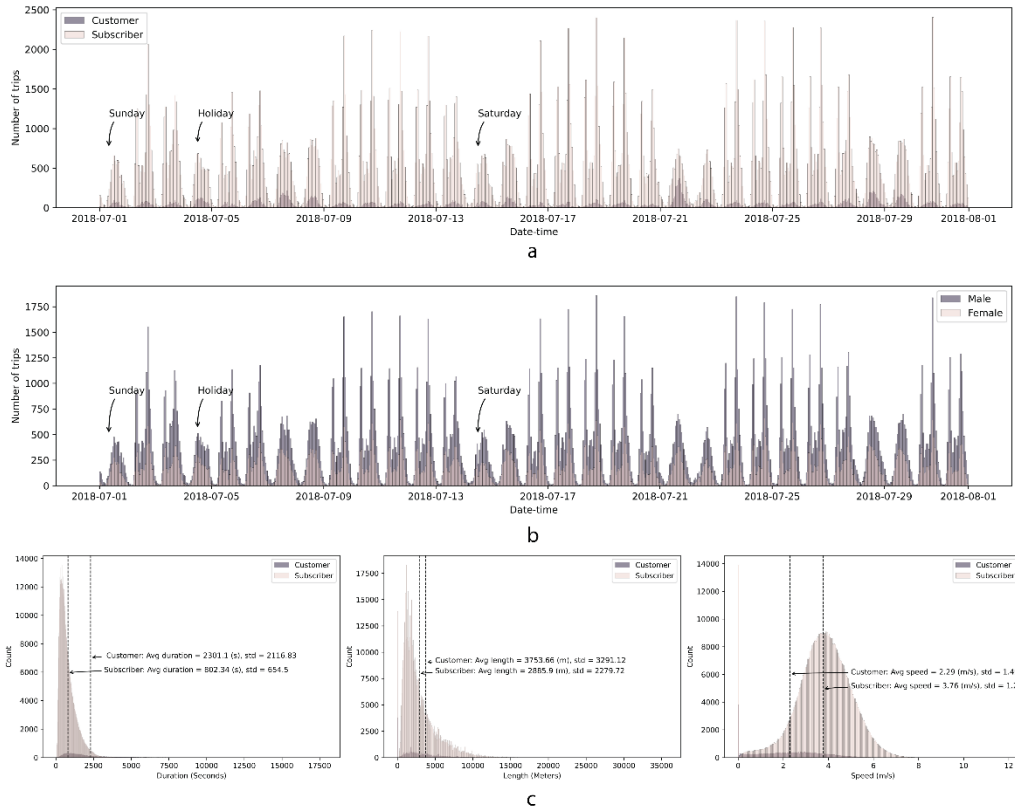 2500
2000
1500
1000
500
0
Number of trips
Customer
Subscriber
Sunday
Holiday
Saturday
2018-07-01 2018-07-05 2018-07-09 2018-07-13 2018-07-17 2018-07-21 2018-07-25 2018-07-29 2018-08-01
Date-time
a
1750
1500
1250
1000
750
500
250
0
Number of trips
Male
Female
Sunday
Holiday
Saturday
2018-07-01 2018-07-05 2018-07-09 2018-07-13 2018-07-17 2018-07-21 2018-07-25 2018-07-29 2018-08-01
Date-time
b
14000
12000
10000
8000
6000
4000
2000
0
Count
Customer
Subscriber
Customer: Avg duration = 2301.1 (s), std = 2116.83
Subscriber: Avg duration = 802.34 (s), std = 654.5
0 2500 5000 7500 10000 12500 15000 17500
Duration (Seconds)
17500
15000
12500
10000
7500
5000
2500
0
Count
Customer
Subscriber
Customer: Avg length = 3753.66 (m), std = 3291.12
Subscriber: Avg length = 2885.9 (m), std = 2279.72
0 5000 10000 15000 20000 25000 30000 35000
Length (Meters)
14000
12000
10000
8000
6000
4000
2000
0
Count
Customer
Subscriber
Customer: Avg speed = 2.29 (m/s), std = 1.4
Subscriber: Avg speed = 3.76 (m/s), std = 1.2
0 2 4 6 8 10 12
Speed (m/s)
c